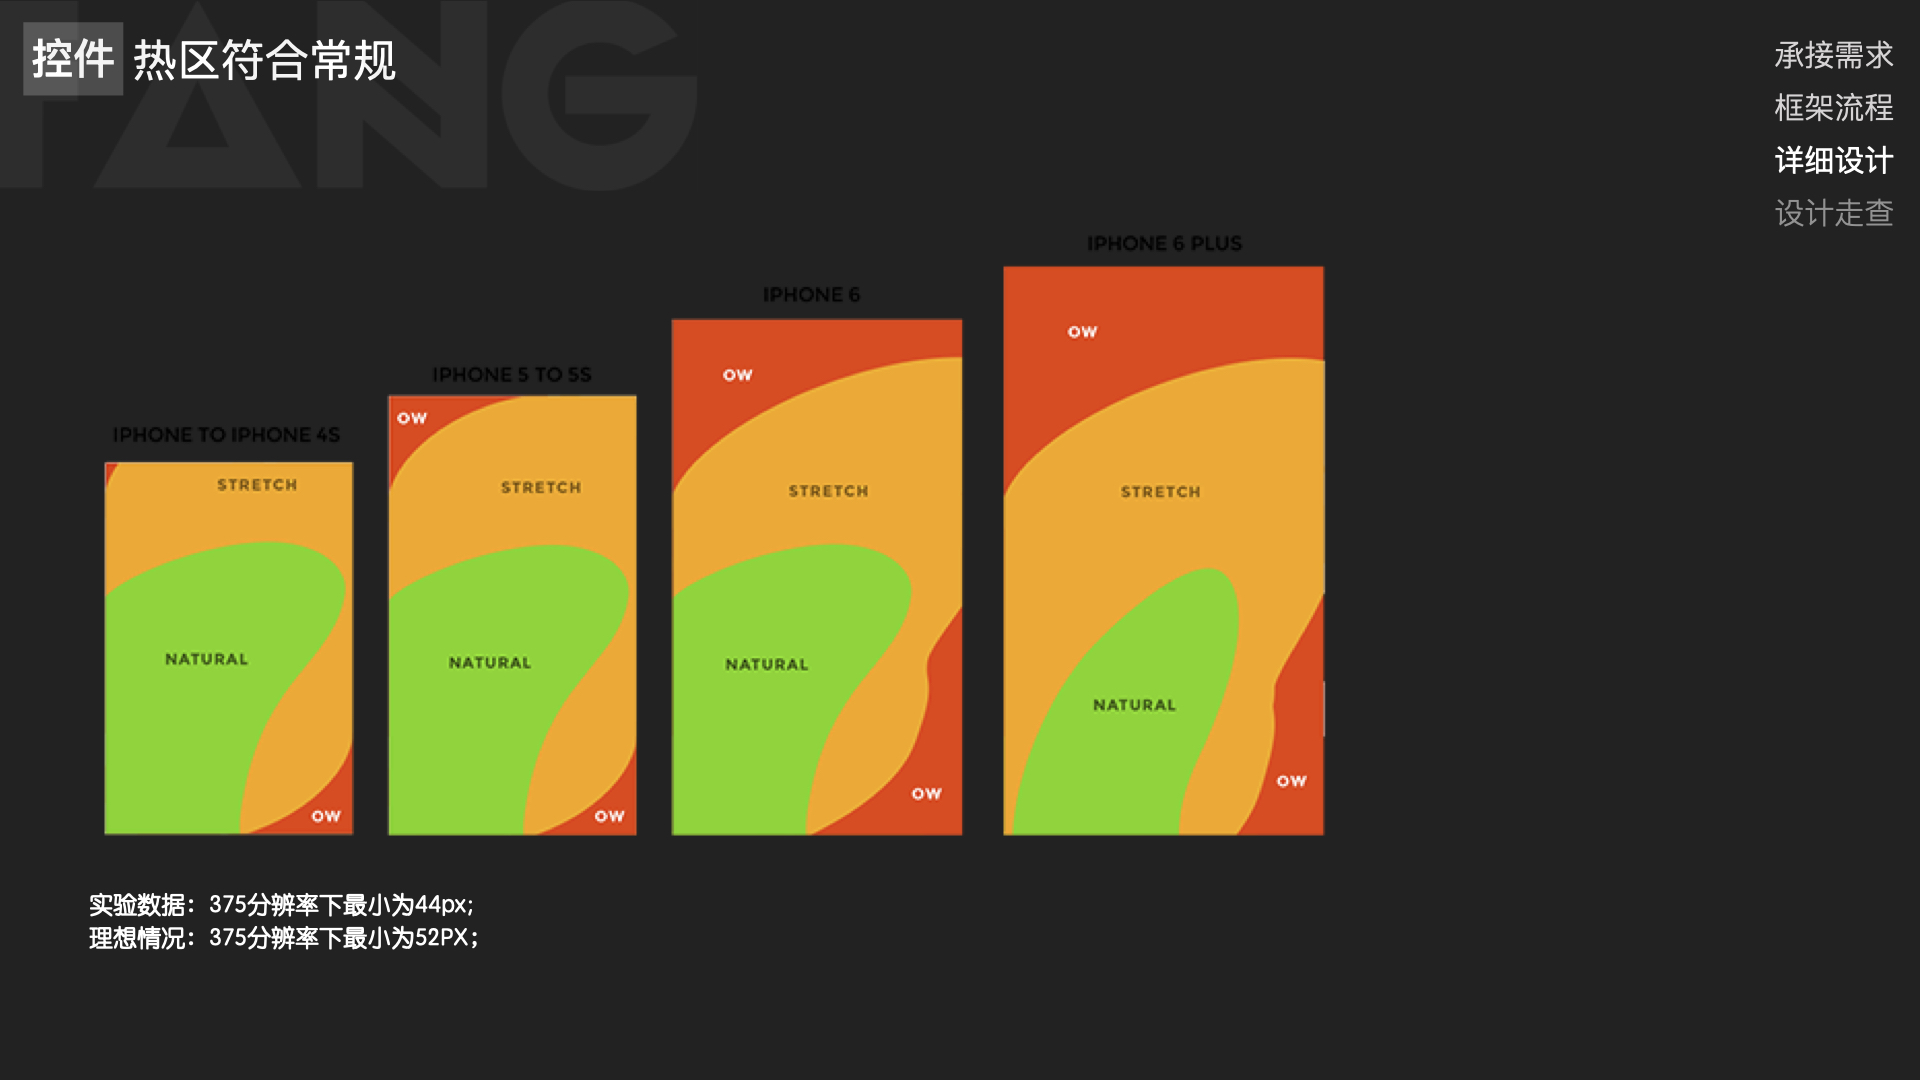 TANG
控件 热区符合常规
承接需求
框架流程
详细设计
设计走查
IPHONE TO IPHONE 4S
STRETCH
NATURAL
OW
IPHONE 5 TO 5S
OW
STRETCH
NATURAL
OW
IPHONE 6
OW
STRETCH
NATURAL
OW
IPHONE 6 PLUS
OW
STRETCH
NATURAL
OW
实验数据：375分辨率下最小为44px;
理想情况：375分辨率下最小为52PX；